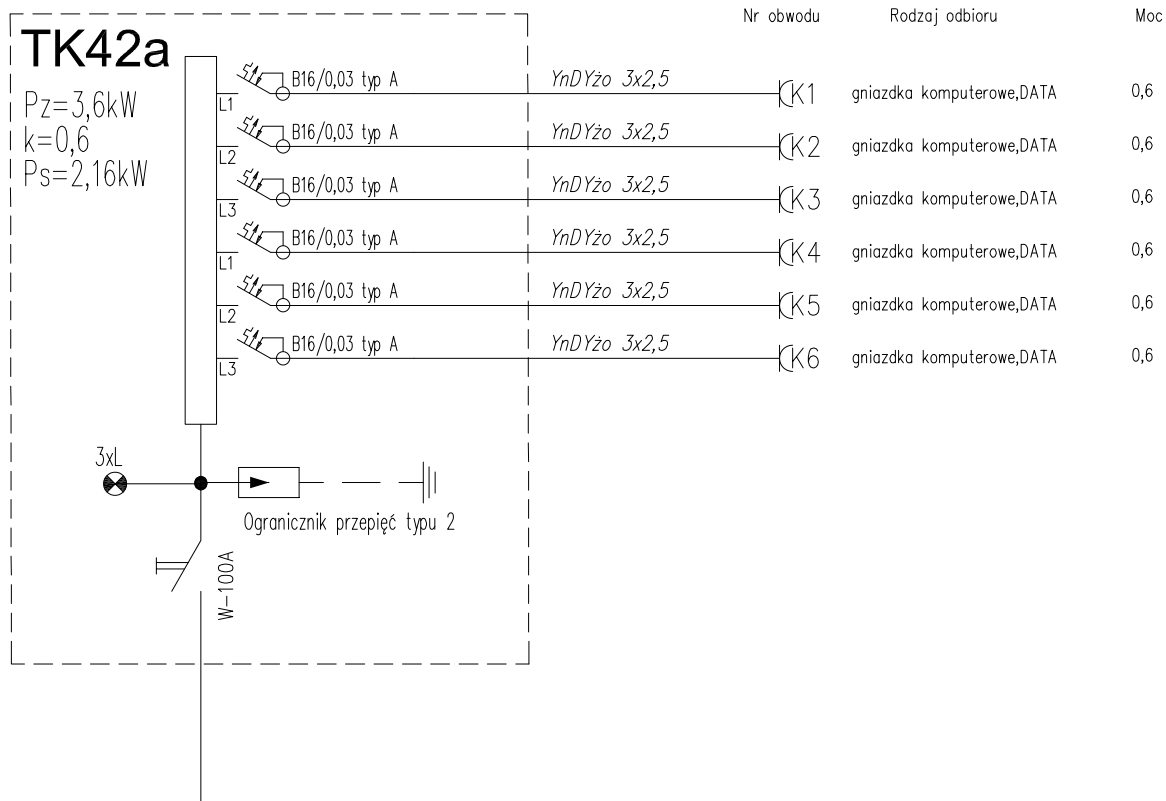 Nr obwodu Rodzaj odbioru Moc
TK42a
Pz=3,6kW
k=0,6
Ps=2,16kW
L1 B16/0,03 typ A YnDYżo 3x2,5 K1 gniazdka komputerowe,DATA 0,6
L2 B16/0,03 typ A YnDYżo 3x2,5 K2 gniazdka komputerowe,DATA 0,6
L3 B16/0,03 typ A YnDYżo 3x2,5 K3 gniazdka komputerowe,DATA 0,6
L1 B16/0,03 typ A YnDYżo 3x2,5 K4 gniazdka komputerowe,DATA 0,6
L2 B16/0,03 typ A YnDYżo 3x2,5 K5 gniazdka komputerowe,DATA 0,6
L3 B16/0,03 typ A YnDYżo 3x2,5 K6 gniazdka komputerowe,DATA 0,6
3xL
Ogranicznik przepięć typu 2
W-100A